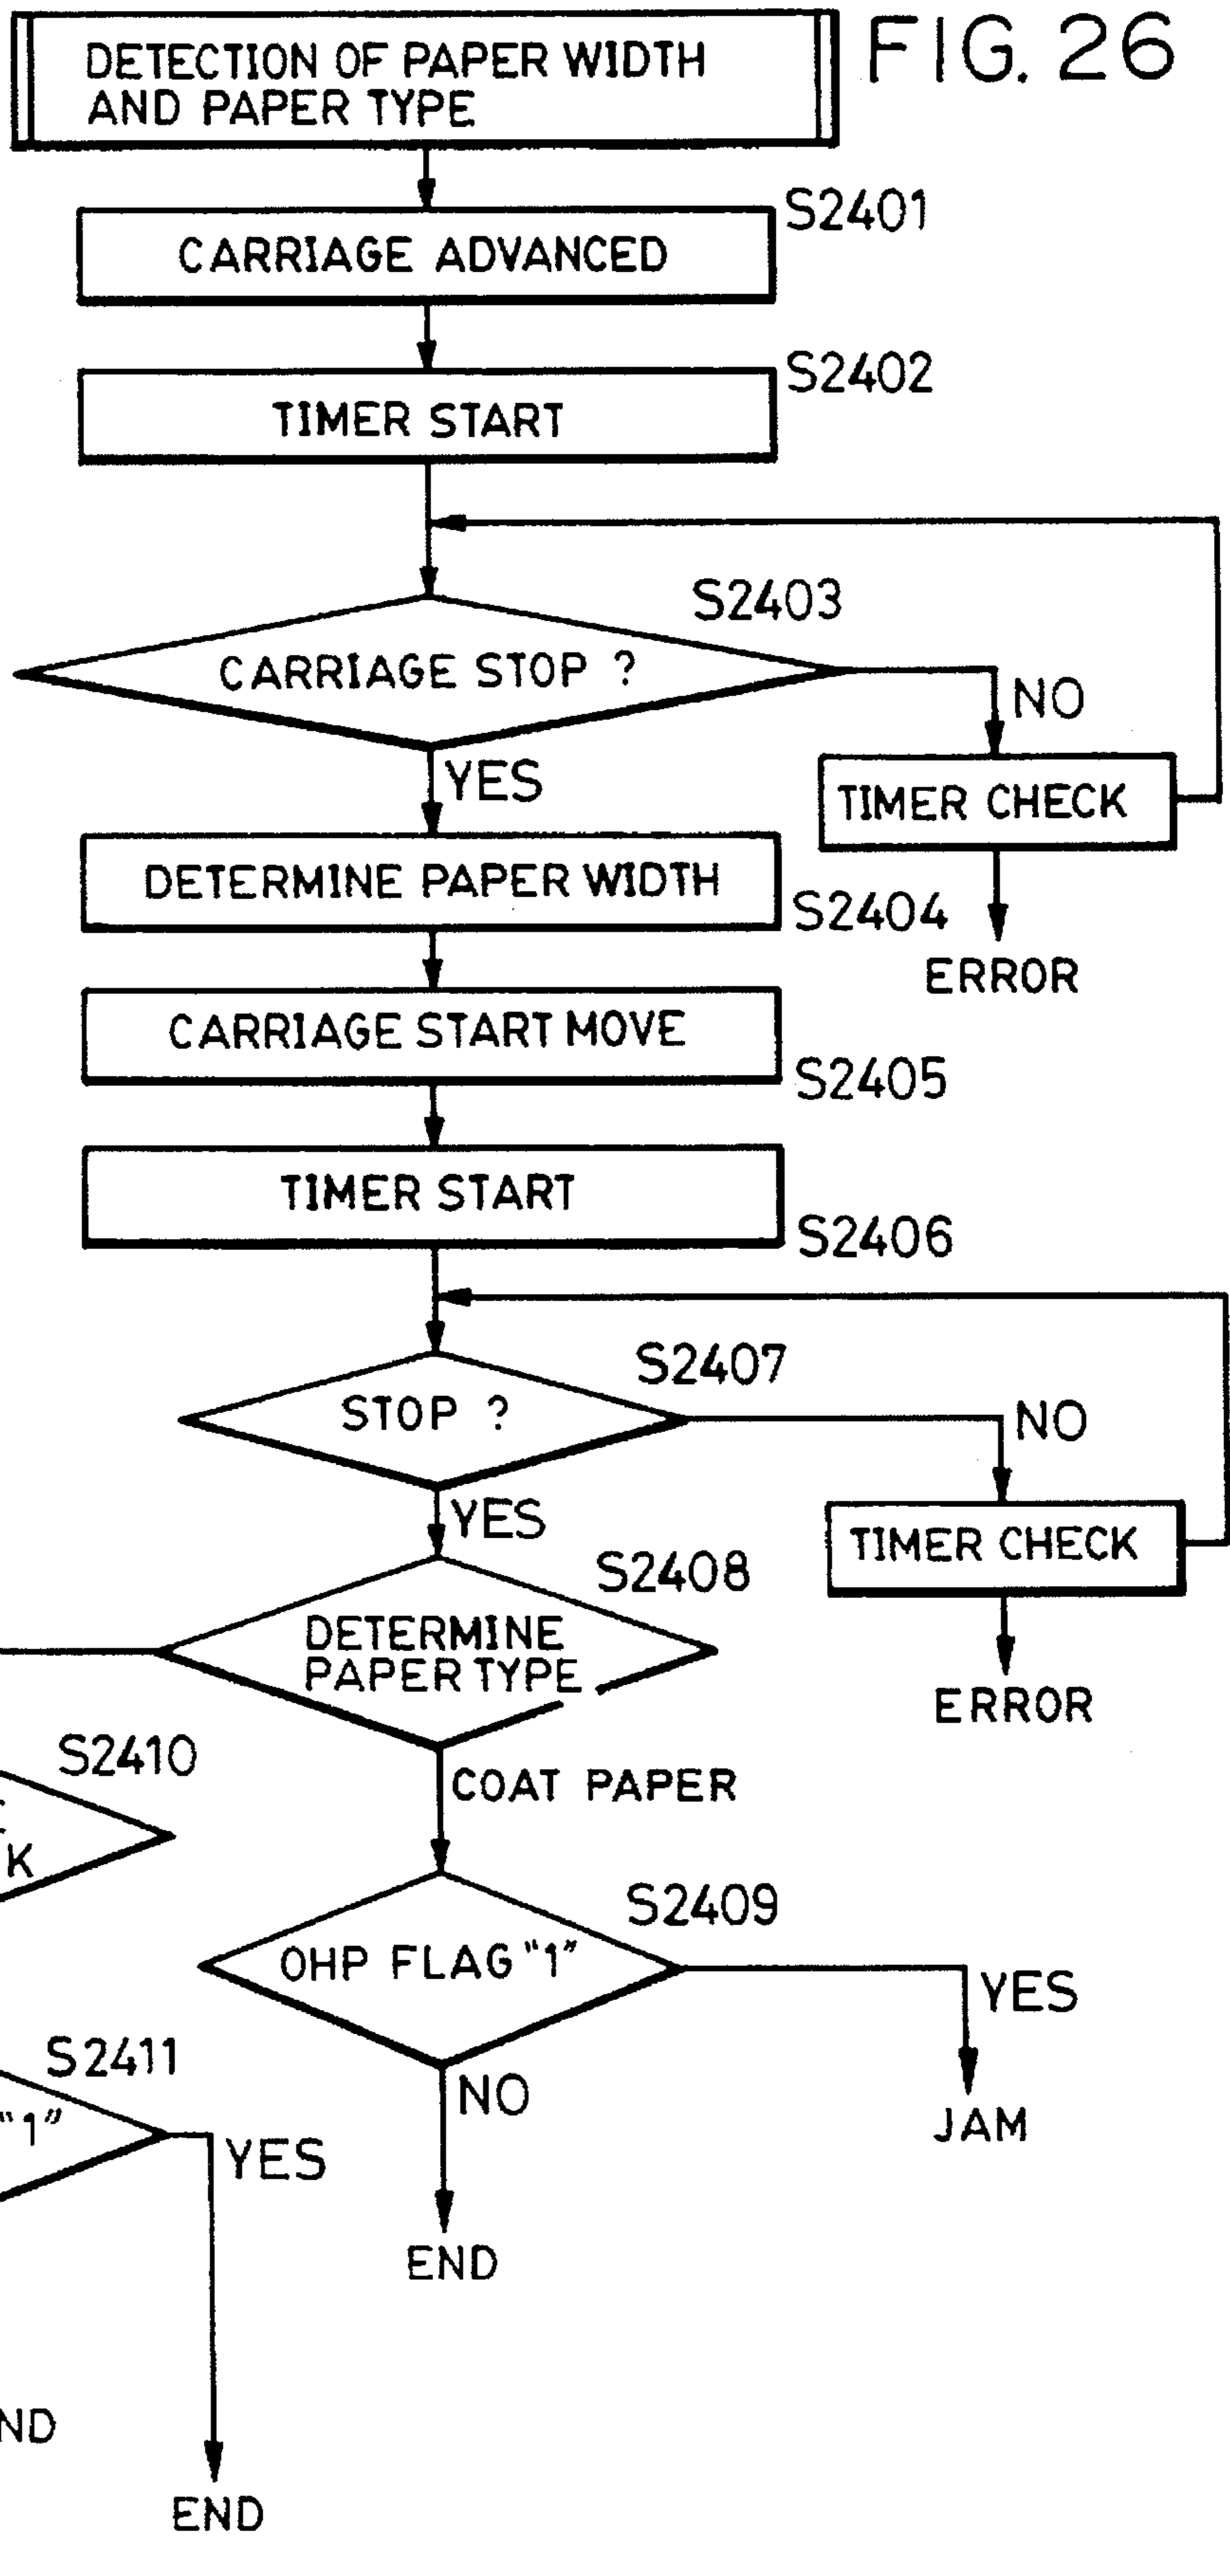 FIG. 26
DETECTION OF PAPER WIDTH
AND PAPER TYPE
S2401
CARRIAGE ADVANCED
S2402
TIMER START
S2403
CARRIAGE STOP ?
NO
YES
TIMER CHECK
DETERMINE PAPER WIDTH
S2404
ERROR
CARRIAGE START MOVE
S2405
TIMER START
S2406
S2407
STOP ?
NO
YES
TIMER CHECK
S2408
DETERMINE
PAPER TYPE
ERROR
S2410
COAT PAPER
K
S2409
OHP FLAG "1"
YES
S2411
NO
JAM
"1"
YES
END
ND
END